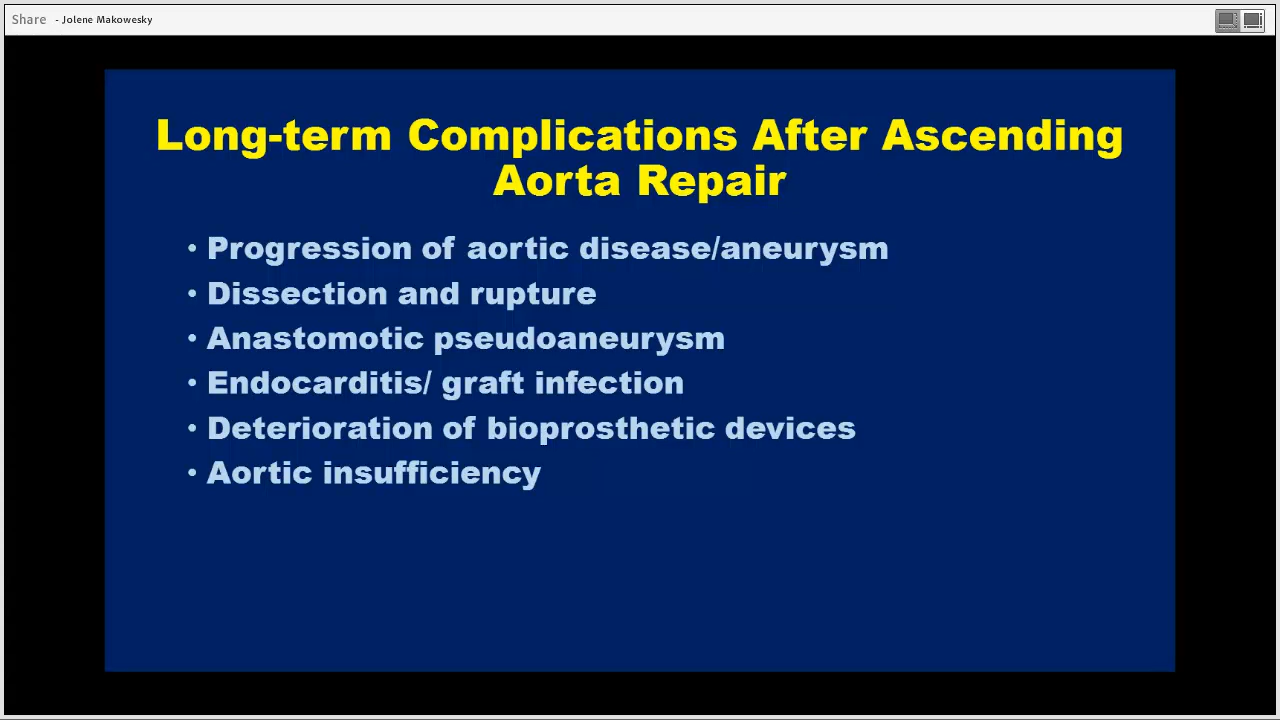 Share - Jolene Makowesky
Long-term Complications After Ascending
Aorta Repair
• Progression of aortic disease/aneurysm
• Dissection and rupture
• Anastomotic pseudoaneurysm
• Endocarditis/ graft infection
• Deterioration of bioprosthetic devices
• Aortic insufficiency